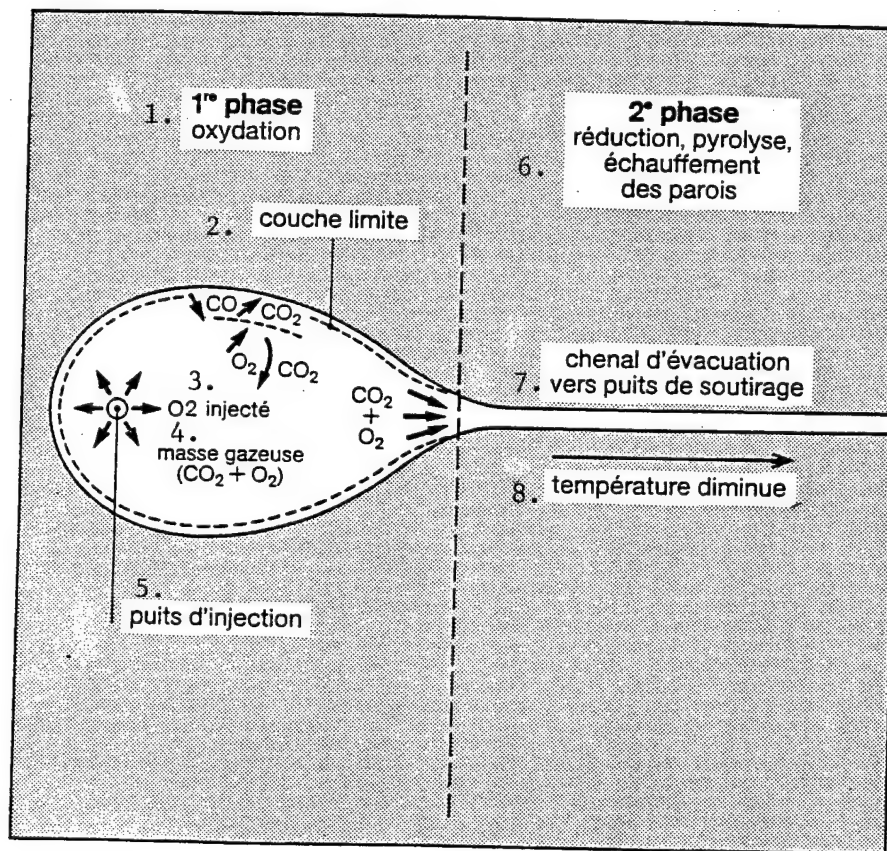 1. 1re phase
oxydation
2. couche limite
CO CO2
O2 CO2
3.
O2 injecté
4.
masse gazeuse
(CO2 + O2)
CO2
+
O2
5.
puits d'injection
2e phase
6. réduction, pyrolyse,
échauffement
des parois
7. chenal d'évacuation
vers puits de soutirage
8. température diminue